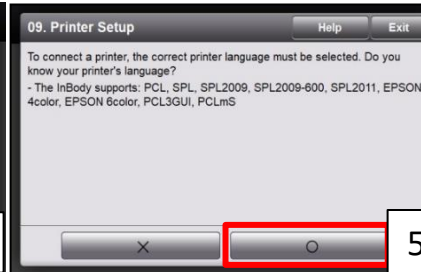 09. Printer Setup
Help
Exit
To connect a printer, the correct printer language must be selected. Do you
know your printer's language?
- The InBody supports: PCL, SPL, SPL2009, SPL2009-600, SPL2011, EPSON
4color, EPSON 6color, PCL3GUI, PCLmS
X
O
5